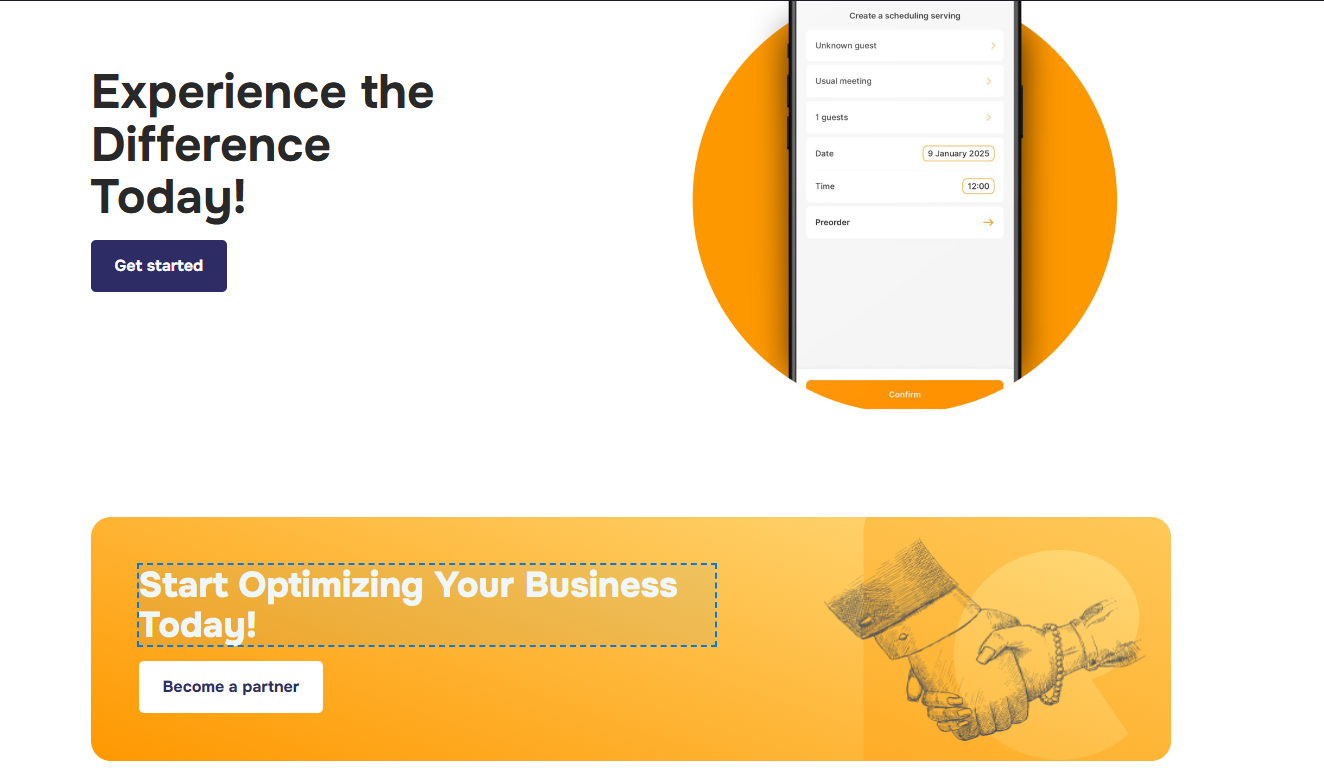 Experience the
Difference
Today!
Get started
Create a scheduling serving
Unknown guest
Usual meeting
1 guests
Date
9 January 2025
Time
12:00
Preorder
Confirm
Start Optimizing Your Business
Today!
Become a partner